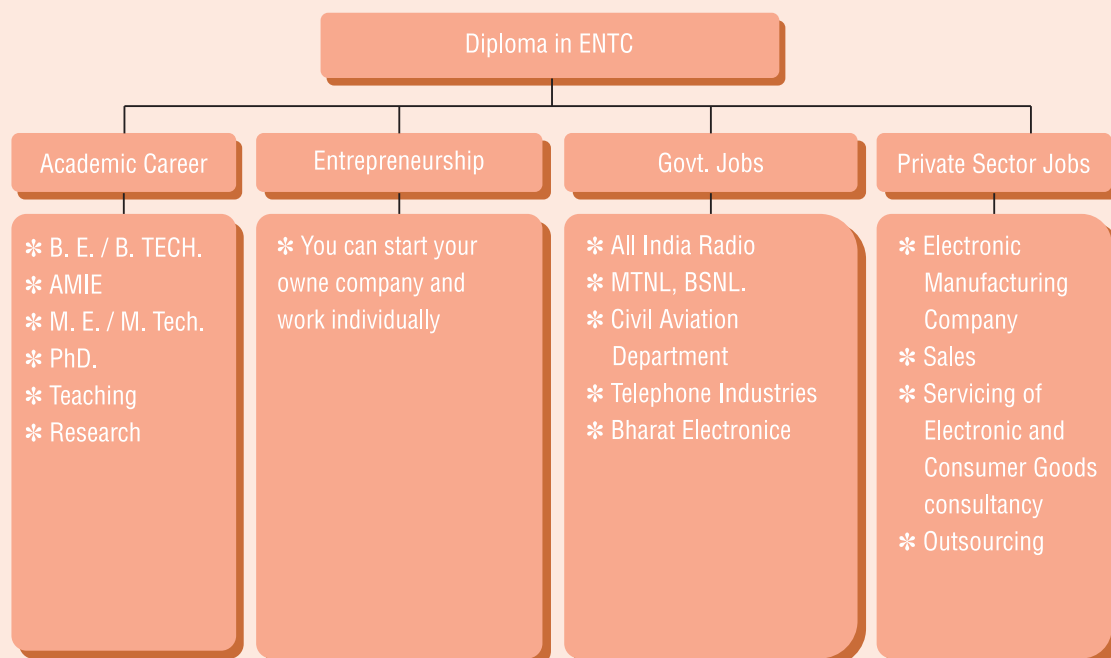 Diploma in ENTC
Academic Career
✻ B. E. / B. TECH.
✻ AMIE
✻ M. E. / M. Tech.
✻ PhD.
✻ Teaching
✻ Research
Entrepreneurship
✻ You can start your
owne company and
work individually
Govt. Jobs
✻ All India Radio
✻ MTNL, BSNL.
✻ Civil Aviation
Department
✻ Telephone Industries
✻ Bharat Electronice
Private Sector Jobs
✻ Electronic
Manufacturing
Company
✻ Sales
✻ Servicing of
Electronic and
Consumer Goods
consultancy
✻ Outsourcing